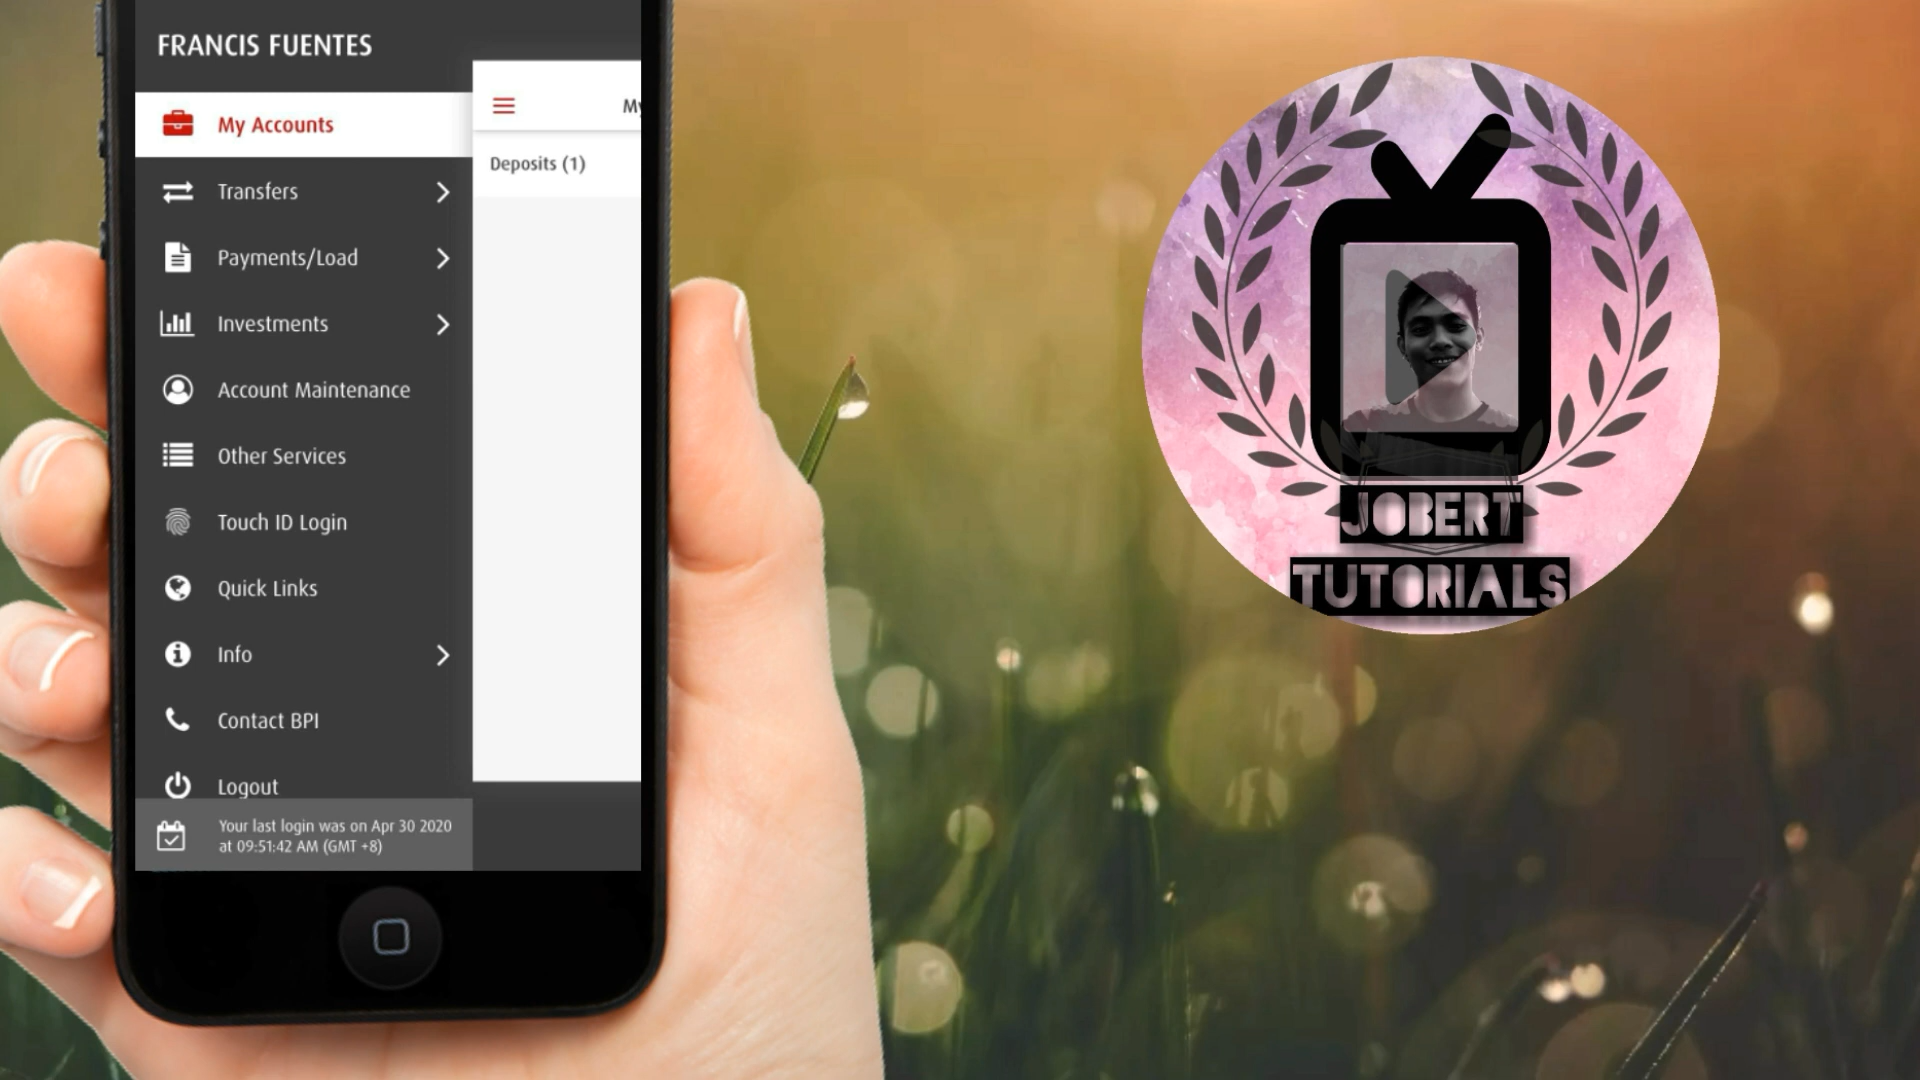 FRANCIS FUENTES
My Accounts
Transfers
Payments/Load
Investments
Account Maintenance
Other Services
Touch ID Login
Quick Links
Info
Contact BPI
Logout
Your last login was on Apr 30 2020
at 09:51:42 AM (GMT +8)
My
Deposits (1)
JOBERT
TUTORIALS